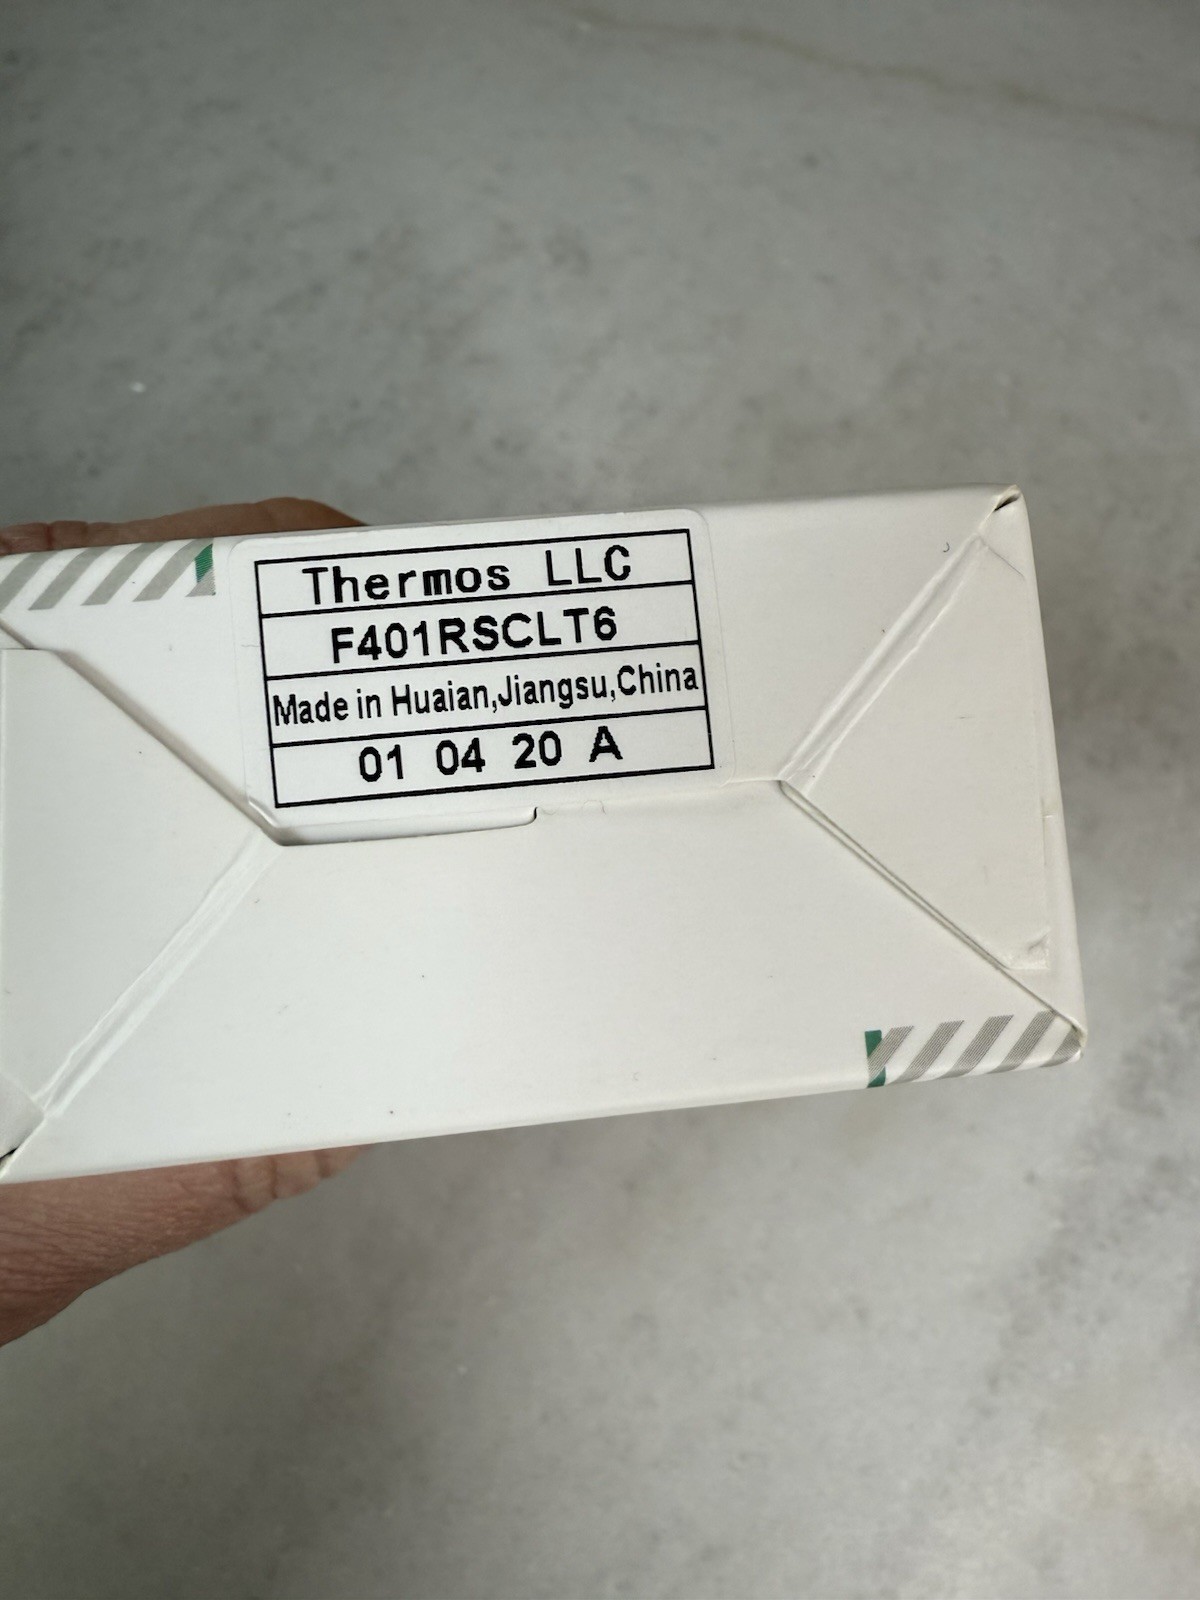 Thermos LLC
F401RSCLT6
Made in Huaian,Jiangsu,China
01 04 20 A